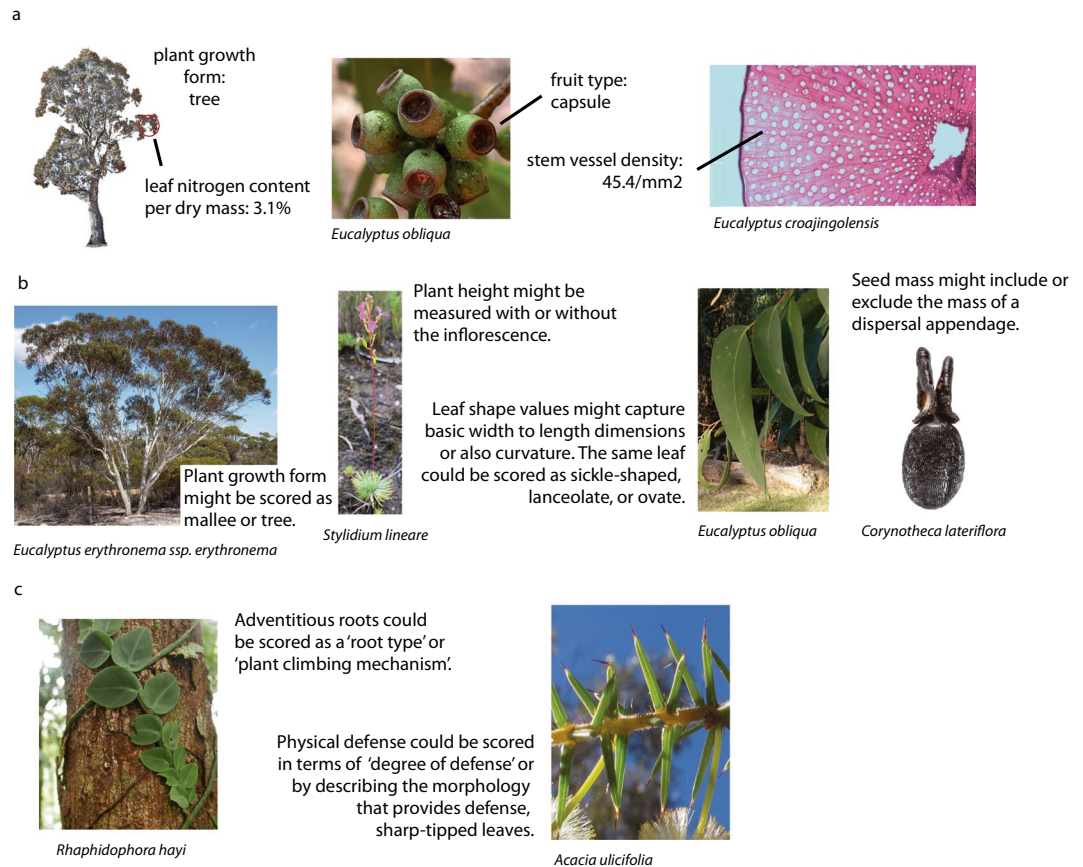 a
plant growth
form:
tree
leaf nitrogen content
per dry mass: 3.1%
Eucalyptus obliqua
fruit type:
capsule
stem vessel density:
45.4/mm2
Eucalyptus croajingolensis
b
Plant growth form
might be scored as
mallee or tree.
Eucalyptus erythronema ssp. erythronema
Plant height might be
measured with or without
the inflorescence.
Stylidium lineare
Leaf shape values might capture
basic width to length dimensions
or also curvature. The same leaf
could be scored as sickle-shaped,
lanceolate, or ovate.
Eucalyptus obliqua
Seed mass might include or
exclude the mass of a
dispersal appendage.
Corynotheca lateriflora
c
Rhaphidophora hayi
Adventitious roots could
be scored as a ‘root type’ or
‘plant climbing mechanism’.
Physical defense could be scored
in terms of ‘degree of defense’ or
by describing the morphology
that provides defense,
sharp-tipped leaves.
Acacia ulicifolia